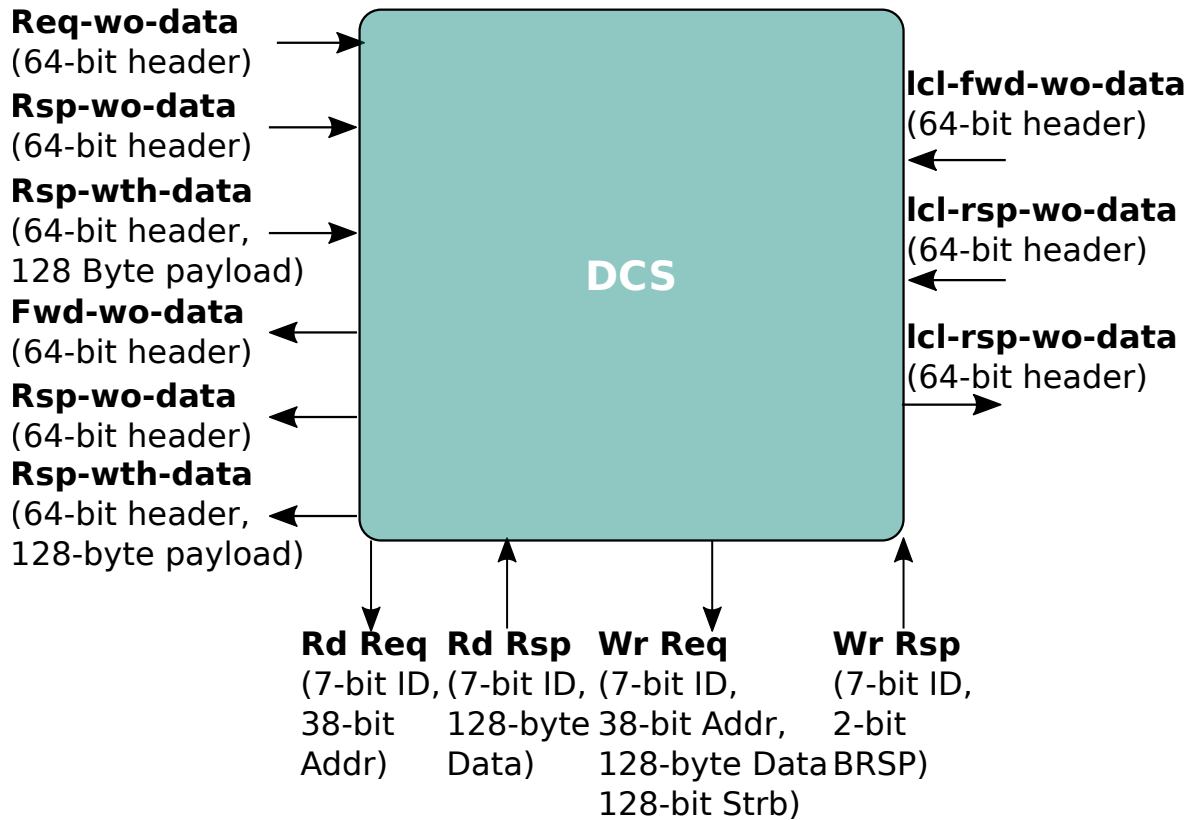 Req-wo-data
(64-bit header)
Rsp-wo-data
(64-bit header)
Rsp-wth-data
(64-bit header,
128 Byte payload)
Fwd-wo-data
(64-bit header)
Rsp-wo-data
(64-bit header)
Rsp-wth-data
(64-bit header,
128-byte payload)
DCS
lcl-fwd-wo-data
(64-bit header)
lcl-rsp-wo-data
(64-bit header)
lcl-rsp-wo-data
(64-bit header)
Rd Req
(7-bit ID,
38-bit
Addr)
Rd Rsp
(7-bit ID,
128-byte
Data)
Wr Req
(7-bit ID,
38-bit Addr,
128-byte Data
128-bit Strb)
Wr Rsp
(7-bit ID,
2-bit
BRSP)